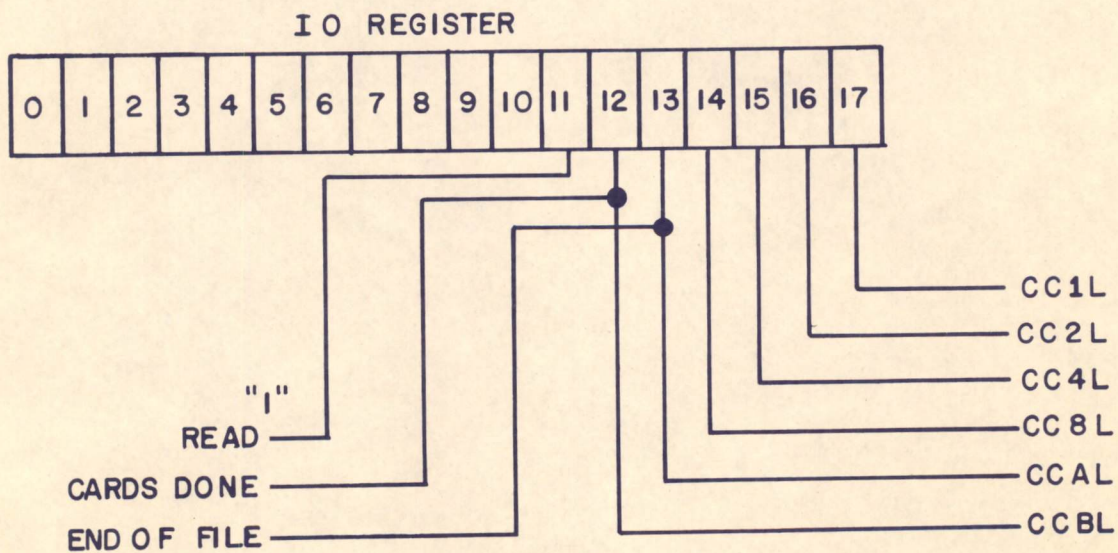 IO REGISTER
0 1 2 3 4 5 6 7 8 9 10 11 12 13 14 15 16 17
CC1L
CC2L
CC4L
"1"
CC8L
READ
CARDS DONE
CCAL
END OF FILE
CCBL